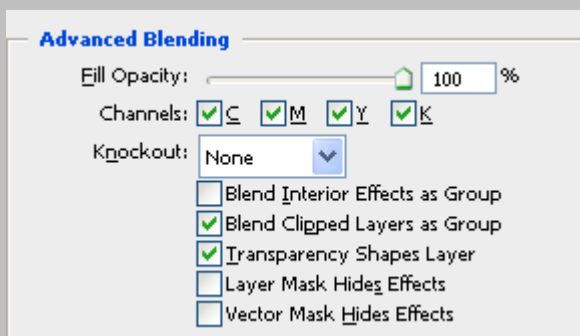 Advanced Blending
Fill Opacity: 100 %
Channels: C M Y K
Knockout: None
Blend Interior Effects as Group
Blend Clipped Layers as Group
Transparency Shapes Layer
Layer Mask Hides Effects
Vector Mask Hides Effects